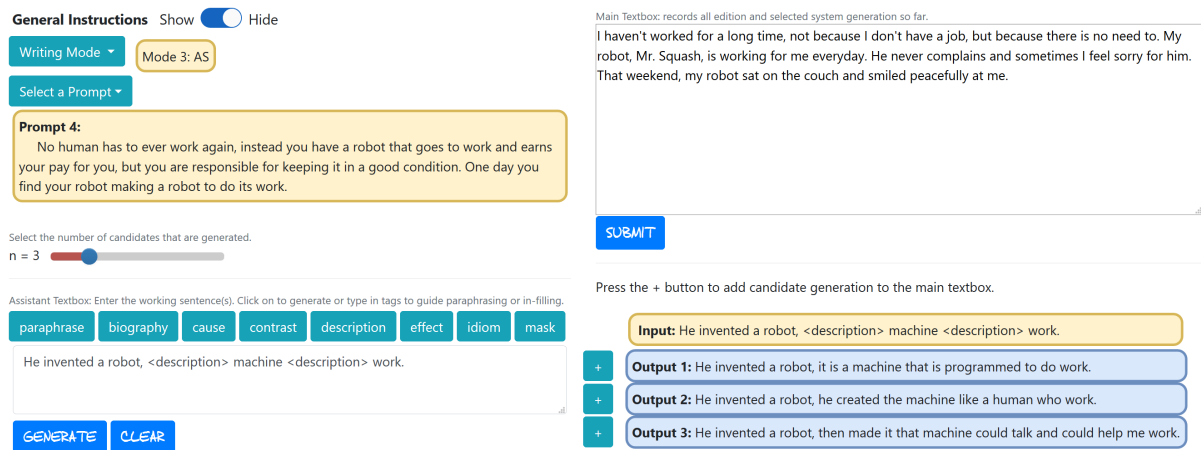 General Instructions Show Hide
Writing Mode
Mode 3: AS
Select a Prompt
Prompt 4:
No human has to ever work again, instead you have a robot that goes to work and earns
your pay for you, but you are responsible for keeping it in a good condition. One day you
find your robot making a robot to do its work.
Select the number of candidates that are generated.
n = 3
Assistant Textbox: Enter the working sentence(s). Click on to generate or type in tags to guide paraphrasing or in-filling.
paraphrase biography cause contrast description effect idiom mask
He invented a robot, <description> machine <description> work.
GENERATE CLEAR
Main Textbox: records all edition and selected system generation so far.
I haven't worked for a long time, not because I don't have a job, but because there is no need to. My
robot, Mr. Squash, is working for me everyday. He never complains and sometimes I feel sorry for him.
That weekend, my robot sat on the couch and smiled peacefully at me.
SUBMIT
Press the + button to add candidate generation to the main textbox.
Input: He invented a robot, <description> machine <description> work.
+ Output 1: He invented a robot, it is a machine that is programmed to do work.
+ Output 2: He invented a robot, he created the machine like a human who work.
+ Output 3: He invented a robot, then made it that machine could talk and could help me work.